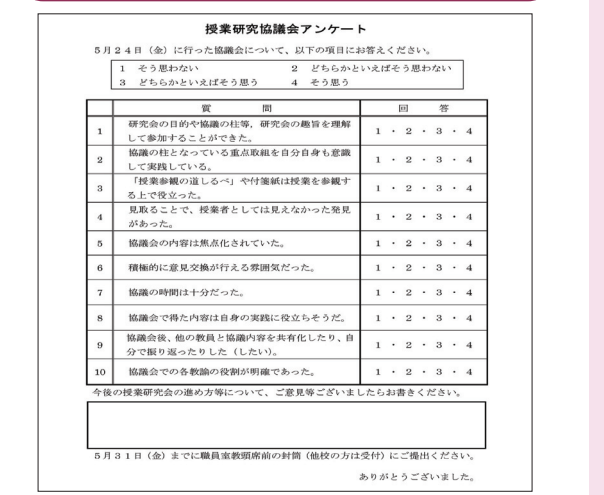 授業研究協議会アンケート
5月24日（金）に行った協議会について、以下の項目にお答えください。
1 そう思わない 2 どちらかといえばそう思わない
3 どちらかといえばそう思う 4 そう思う
質 問 回 答
1 研究会の目的や協議の柱等，研究会の趣旨を理解 1 ・ 2 ・ 3 ・ 4
して参加することができた。
2 協議の柱となっている重点取組を自分自身も意識 1 ・ 2 ・ 3 ・ 4
して実践している。
3 「授業参観の道しるべ」や付箋紙は授業を参観す 1 ・ 2 ・ 3 ・ 4
る上で役立った。
4 見取ることで、授業者としては見えなかった発見 1 ・ 2 ・ 3 ・ 4
があった。
5 協議会の内容は焦点化されていた。 1 ・ 2 ・ 3 ・ 4
6 積極的に意見交換が行える雰囲気だった。 1 ・ 2 ・ 3 ・ 4
7 協議の時間は十分だった。 1 ・ 2 ・ 3 ・ 4
8 協議会で得た内容は自身の実践に役立ちそうだ。 1 ・ 2 ・ 3 ・ 4
9 協議会後、他の教員と協議内容を共有化したり、自 1 ・ 2 ・ 3 ・ 4
分で振り返ったりした（したい）。
10 協議会での各教諭の役割が明確であった。 1 ・ 2 ・ 3 ・ 4
今後の授業研究会の進め方等について、ご意見等ございましたらお書きください。
5月31日（金）までに職員室教頭席前の封筒（他校の方は受付）にご提出ください。
ありがとうございました。